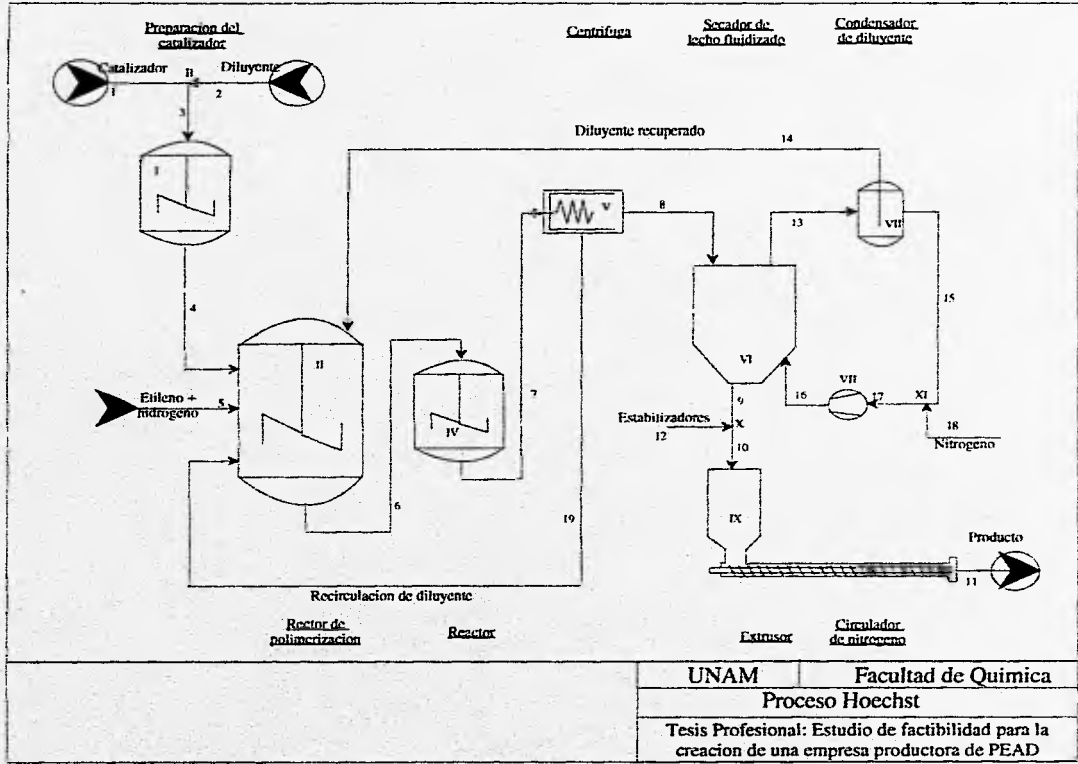 Preparacion del
catalizador
Centrifuga
Secador de
lecho fluidizado
Condensador
de diluyente
Catalizador
II
Diluyente
1
2
3
I
Diluyente recuperado
14
V
8
13
VII
4
15
II
VI
VII
Etileno +
hidrogeno
5
7
IV
9
16
17
XI
Estabilizadores
X
12
18
Nitrogeno
10
6
19
IX
Producto
11
Recirculacion de diluyente
Rector de
polimerizacion
Reactor
Extrusor
Circulador
de nitrogeno
UNAM
Facultad de Quimica
Proceso Hoechst
Tesis Profesional: Estudio de factibilidad para la
creacion de una empresa productora de PEAD